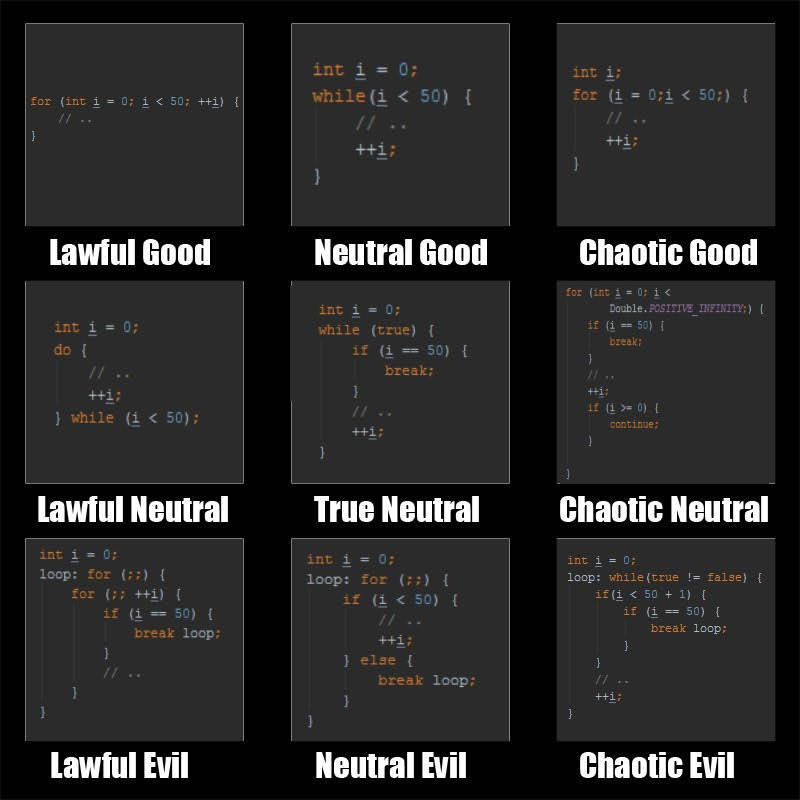 for (int i = 0; i < 50; ++i) {
    // ..
}
Lawful Good
int i = 0;
while(i < 50) {
    // ..
    ++i;
}
Neutral Good
int i;
for (i = 0;i < 50;) {
    // ..
    ++i;
}
Chaotic Good
int i = 0;
do {
    // ..
    ++i;
} while (i < 50);
Lawful Neutral
int i = 0;
while (true) {
    if (i == 50) {
        break;
    }
    // ..
    ++i;
}
True Neutral
for (int i = 0; i <
        Double.POSITIVE_INFINITY;) {
    if (i == 50) {
        break;
    }
    // ..
    ++i;
    if (i >= 0) {
        continue;
    }
}
Chaotic Neutral
int i = 0;
loop: for (;;) {
    for (;; ++i) {
        if (i == 50) {
            break loop;
        }
        // ..
    }
}
Lawful Evil
int i = 0;
loop: for (;;) {
    if (i < 50) {
        // ..
        ++i;
    } else {
        break loop;
    }
}
Neutral Evil
int i = 0;
loop: while(true != false) {
    if(i < 50 + 1) {
        if (i == 50) {
            break loop;
        }
    }
    // ..
    ++i;
}
Chaotic Evil